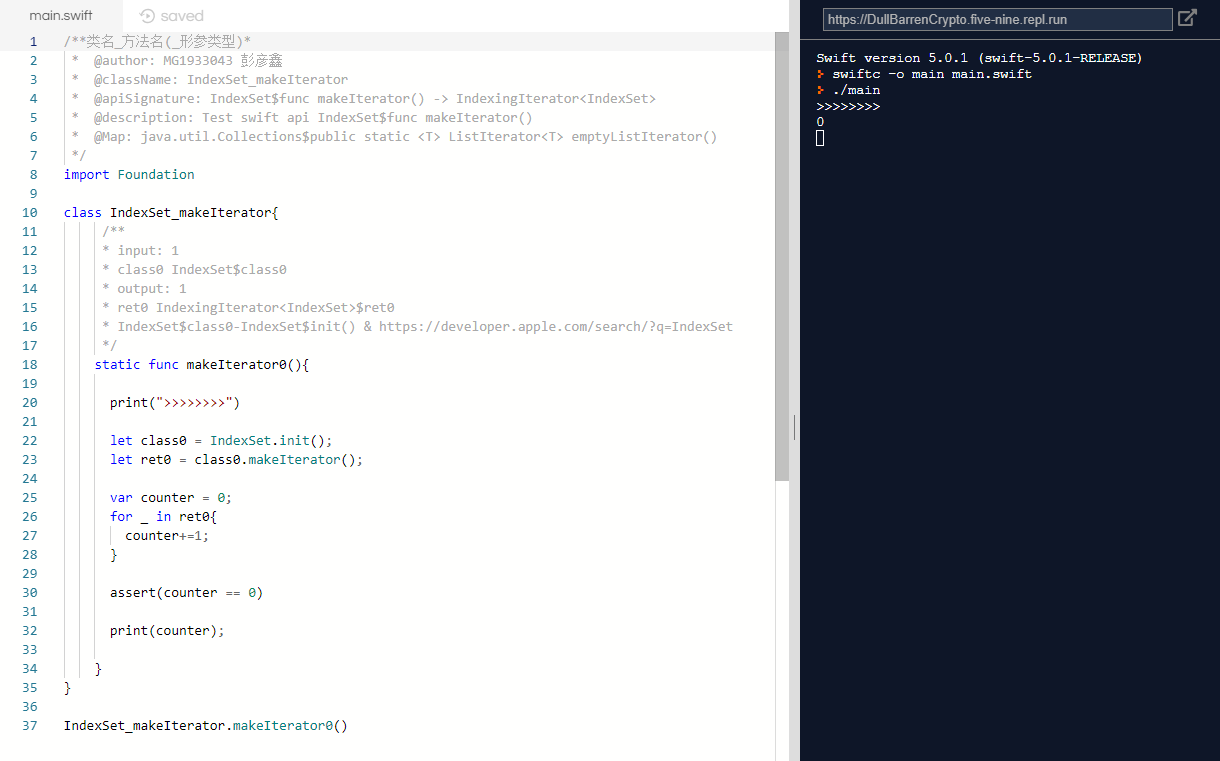 main.swift
saved
1 /**类名_方法名(_形参类型)*
2 * @author: MG1933043 彭彦鑫
3 * @className: IndexSet_makeIterator
4 * @apiSignature: IndexSet$func makeIterator() -> IndexingIterator<IndexSet>
5 * @description: Test swift api IndexSet$func makeIterator()
6 * @Map: java.util.Collections$public static <T> ListIterator<T> emptyListIterator()
7 */
8 import Foundation
9
10 class IndexSet_makeIterator{
11 /**
12 * input: 1
13 * class0 IndexSet$class0
14 * output: 1
15 * ret0 IndexingIterator<IndexSet>$ret0
16 * IndexSet$class0-IndexSet$init() & https://developer.apple.com/search/?q=IndexSet
17 */
18 static func makeIterator0(){
19
20 print(">>>>>>>>")
21
22 let class0 = IndexSet.init();
23 let ret0 = class0.makeIterator();
24
25 var counter = 0;
26 for _ in ret0{
27 counter+=1;
28 }
29
30 assert(counter == 0)
31
32 print(counter);
33
34 }
35 }
36
37 IndexSet_makeIterator.makeIterator0()
https://DullBarrenCrypto.five-nine.repl.run
Swift version 5.0.1 (swift-5.0.1-RELEASE)
> swiftc -o main main.swift
> ./main
>>>>>>>>
0